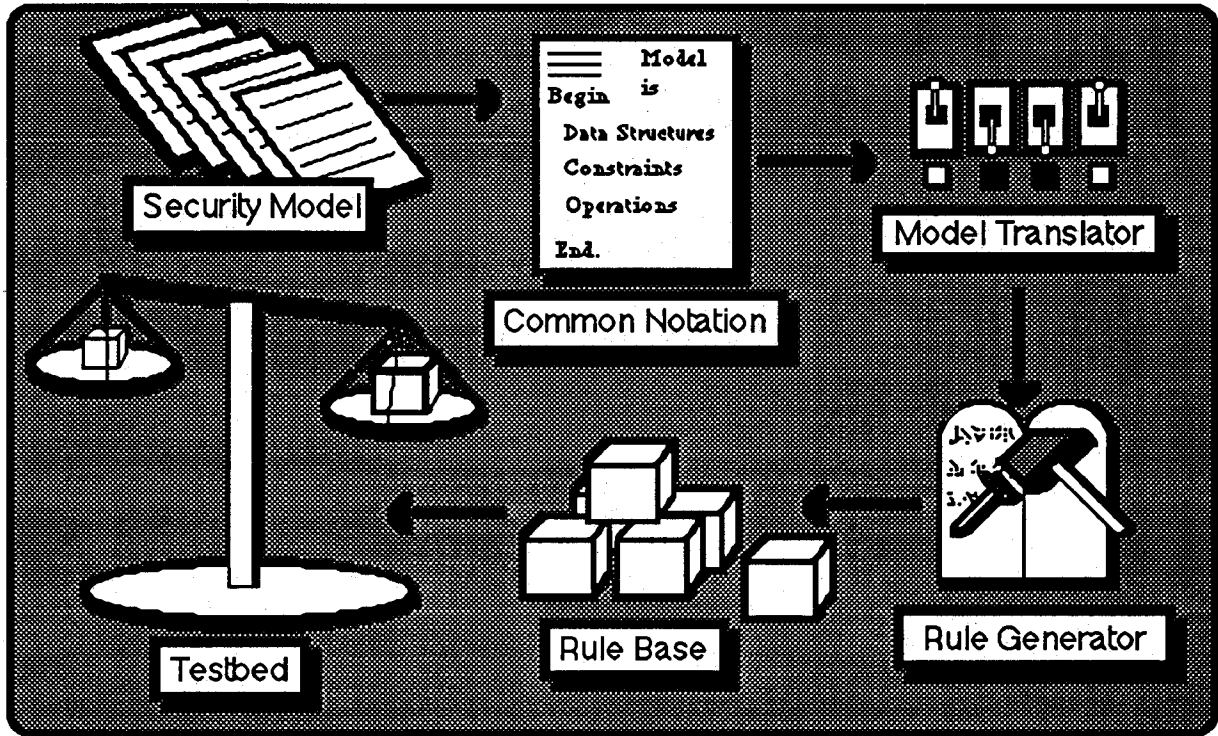 Security Model
Model
is
Begin
Data Structures
Constraints
Operations
End.
Common Notation
Model Translator
Rule Generator
Rule Base
Testbed